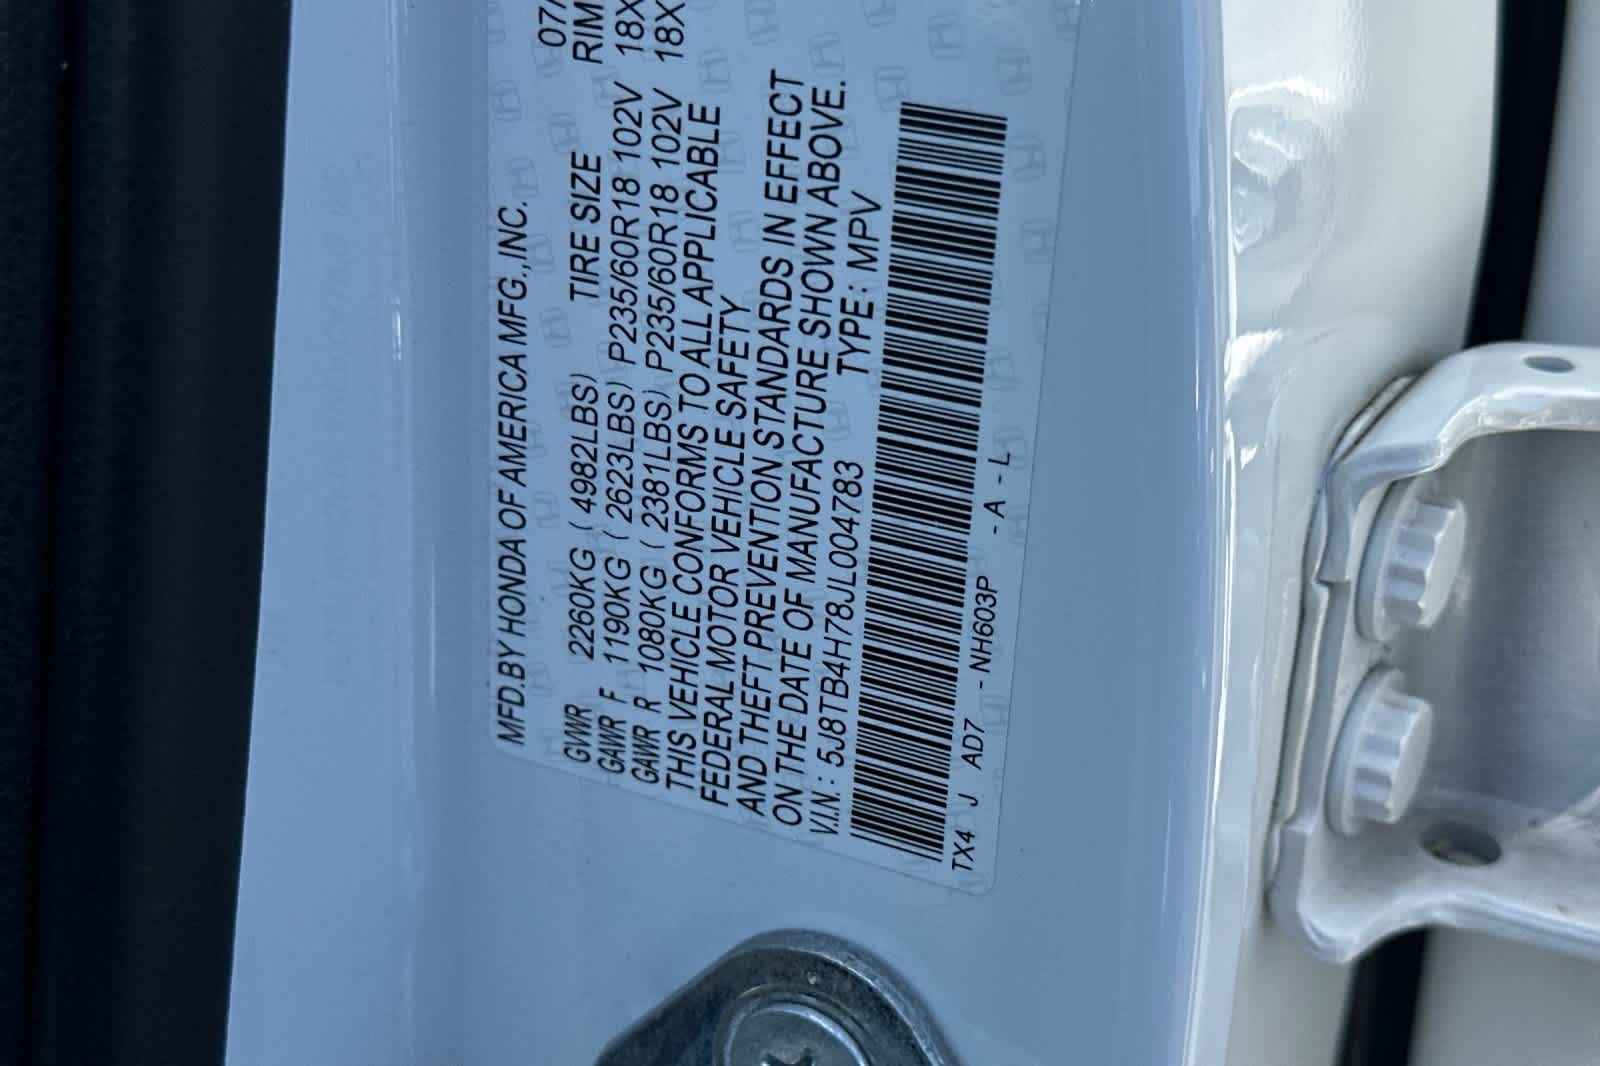 MFD.BY HONDA OF AMERICA MFG.,INC. 07/
TIRE SIZE RIM
GVWR 2260KG ( 4982LBS)
GAWR F 1190KG ( 2623LBS) P235/60R18 102V 18X
GAWR R 1080KG ( 2381LBS) P235/60R18 102V 18X
THIS VEHICLE CONFORMS TO ALL APPLICABLE
FEDERAL MOTOR VEHICLE SAFETY
AND THEFT PREVENTION STANDARDS IN EFFECT
ON THE DATE OF MANUFACTURE SHOWN ABOVE.
V.I.N.: 5J8TB4H78JL004783 TYPE: MPV
TX4 J AD7 - NH603P - A - L